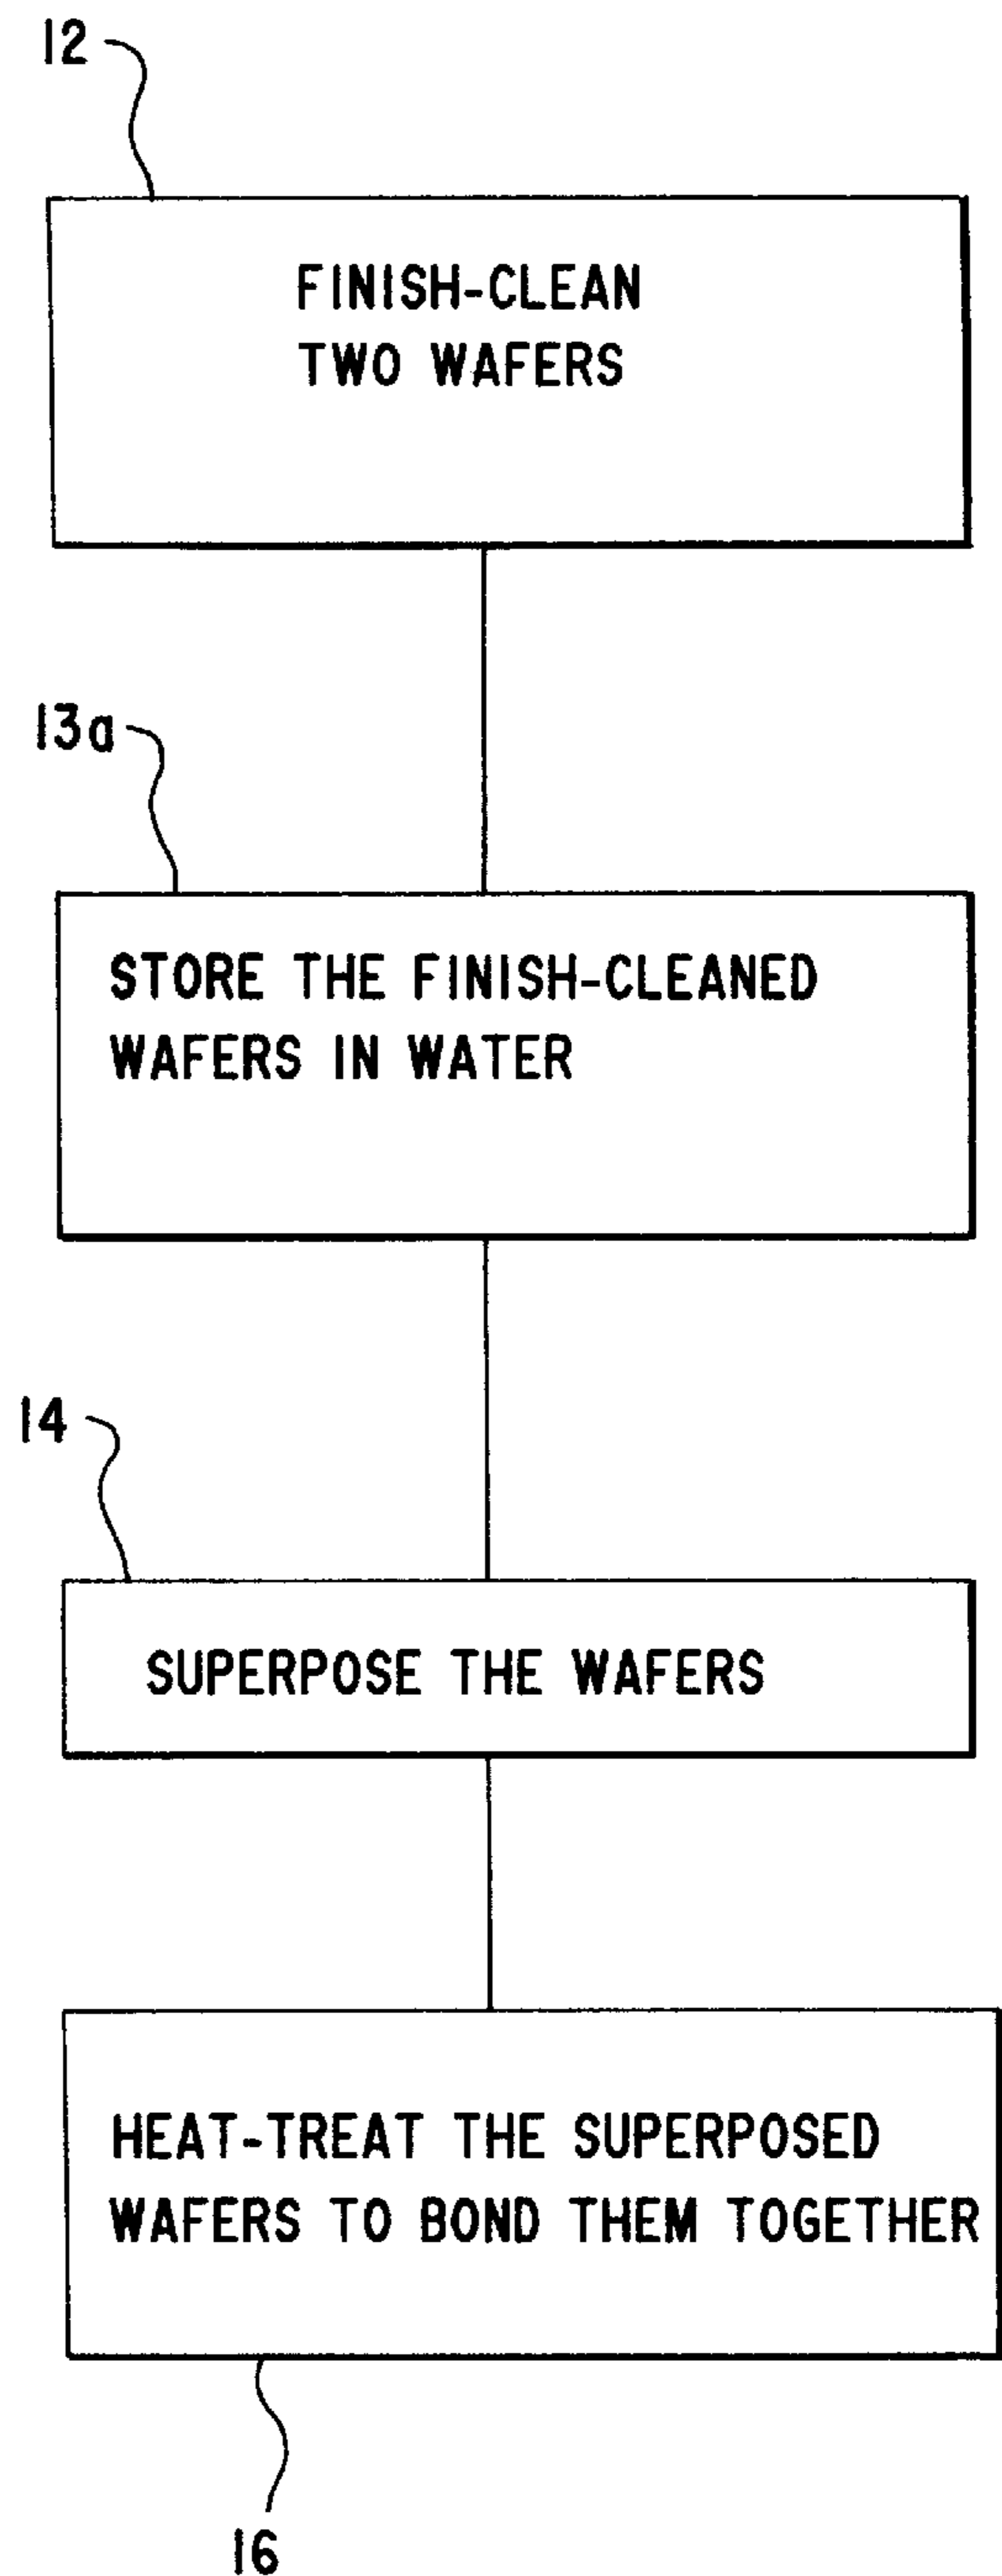 12
FINISH-CLEAN
TWO WAFERS
13a
STORE THE FINISH-CLEANED
WAFERS IN WATER
14
SUPERPOSE THE WAFERS
HEAT-TREAT THE SUPERPOSED
WAFERS TO BOND THEM TOGETHER
16